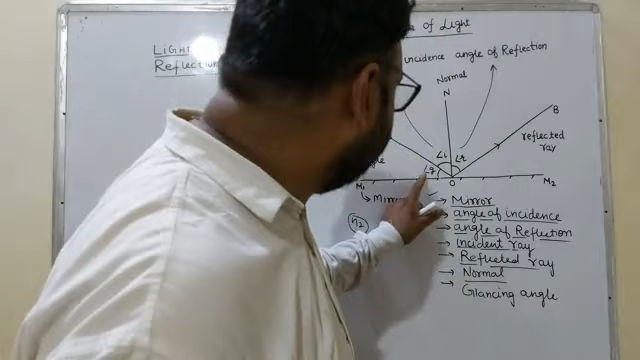 of Light
LIGHT
Reflection
incidence angle of Reflection
Normal
N
B
reflected
ray
∠i ∠r
∠g
M1 O M2
Mirror
→ Mirror
→ angle of incidence
→ angle of Reflection
→ Incident ray
→ Reflected ray
→ Normal
→ Glancing angle